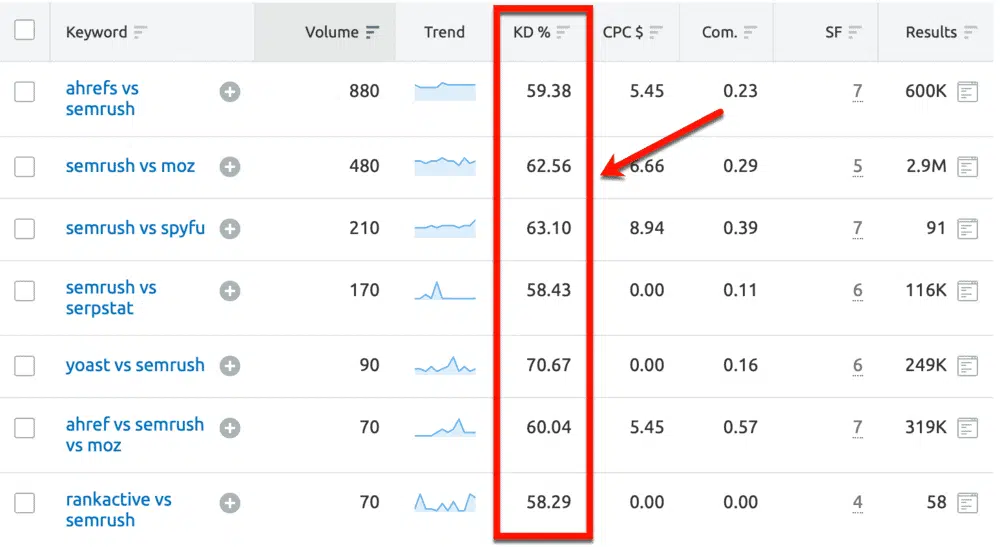 Keyword Volume Trend KD % CPC $ Com. SF Results
ahrefs vs
semrush 880 59.38 5.45 0.23 7 600K
semrush vs moz 480 62.56 6.66 0.29 5 2.9M
semrush vs spyfu 210 63.10 8.94 0.39 7 91
semrush vs
serpstat 170 58.43 0.00 0.11 6 116K
yoast vs semrush 90 70.67 0.00 0.16 6 249K
ahref vs semrush
vs moz 70 60.04 5.45 0.57 7 319K
rankactive vs
semrush 70 58.29 0.00 0.00 4 58